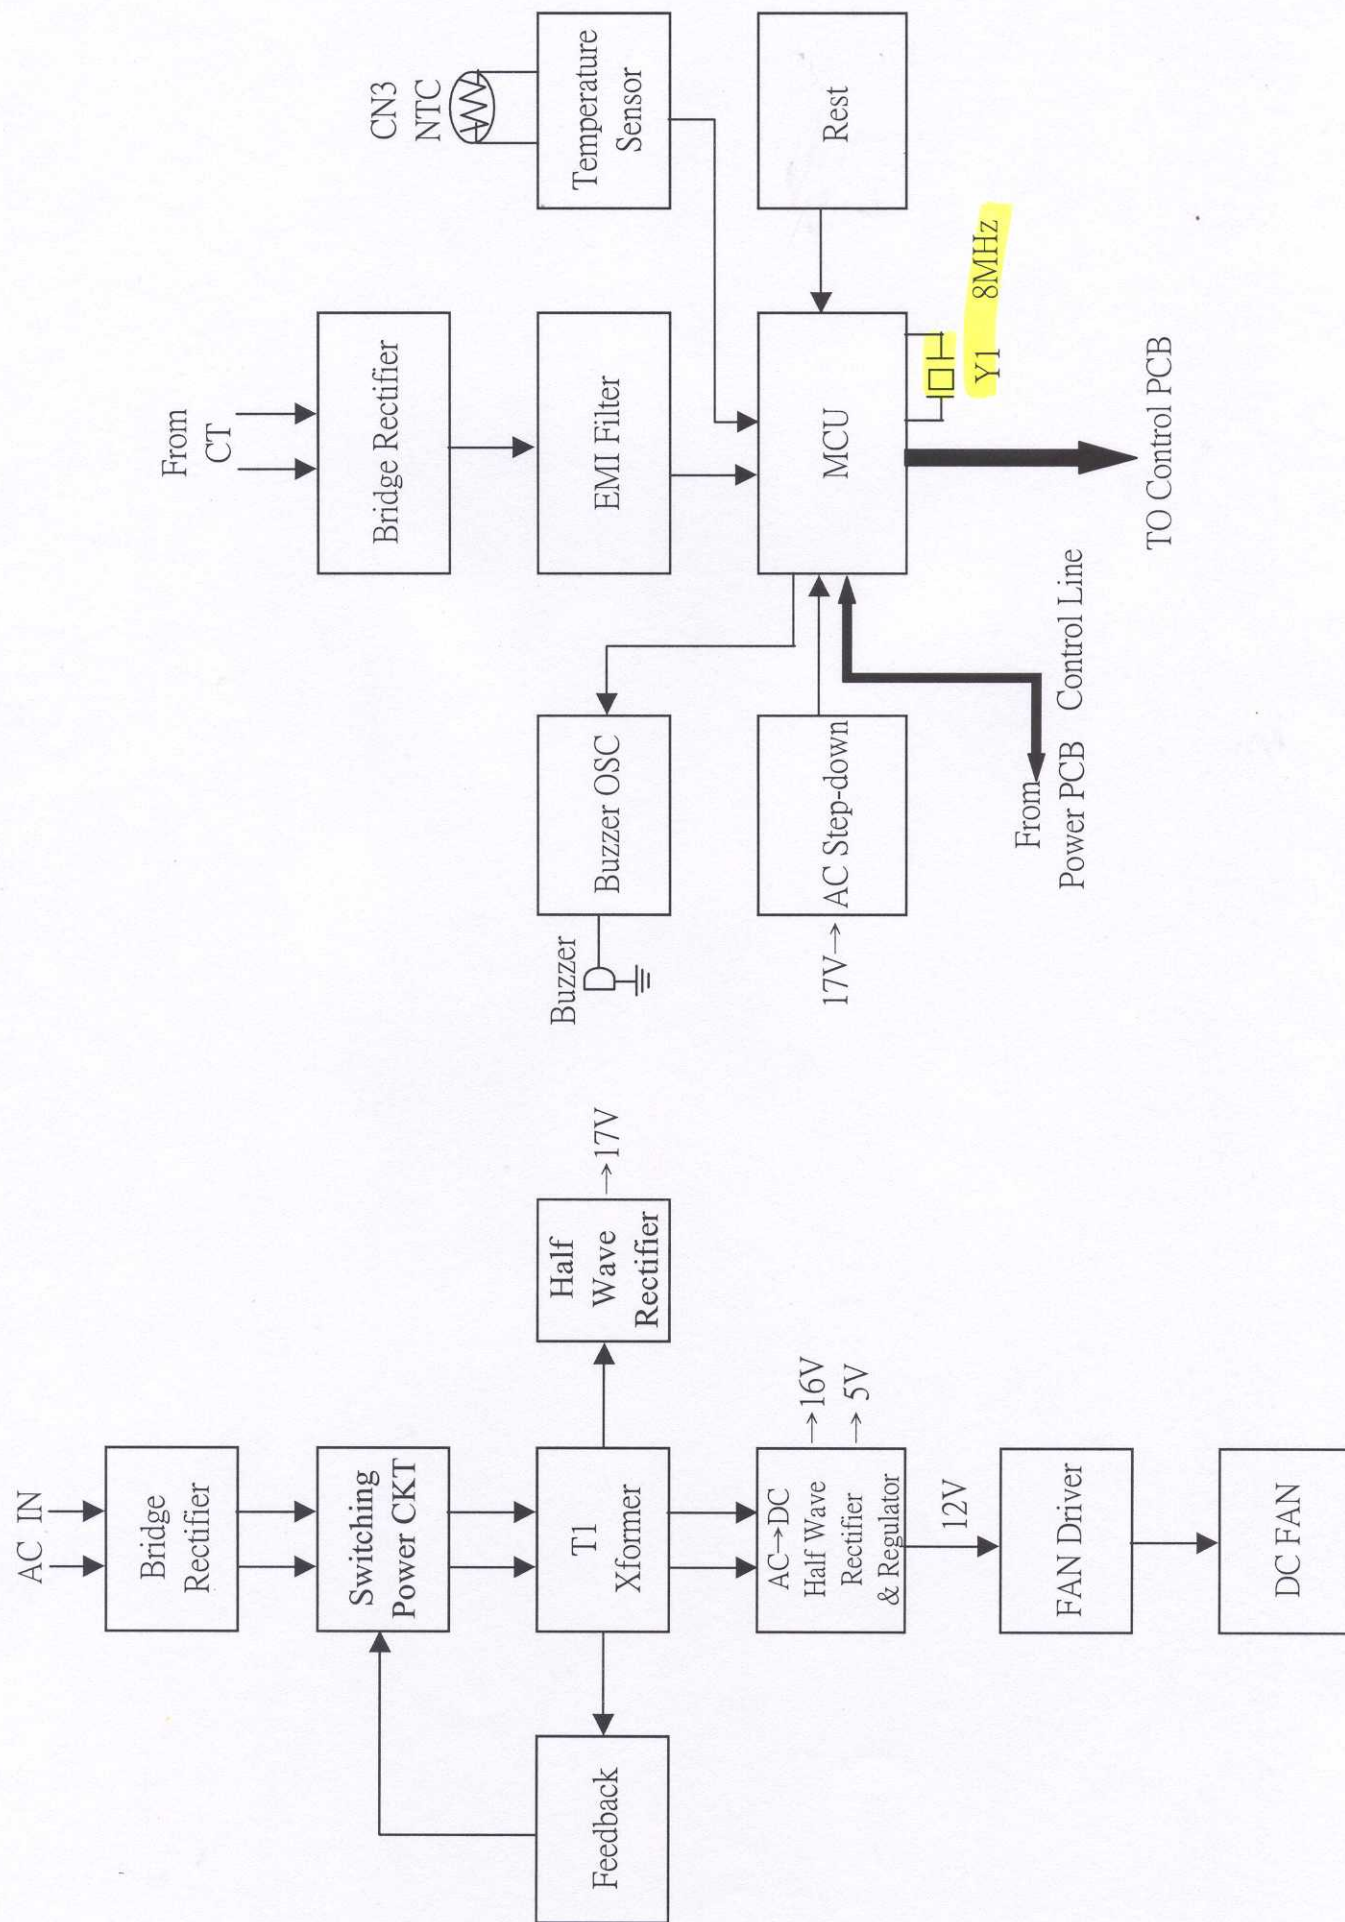 AC IN
Bridge
Rectifier
Switching
Power CKT
T1
Xformer
Feedback
Half
Wave
Rectifier
→17V
AC→DC
Half Wave
Rectifier
& Regulator
→16V
→ 5V
12V
FAN Driver
DC FAN
From
CT
Bridge Rectifier
EMI Filter
CN3
NTC
Temperature
Sensor
Rest
MCU
Y1 8MHz
Buzzer
Buzzer OSC
17V→
AC Step-down
From
Power PCB Control Line
TO Control PCB